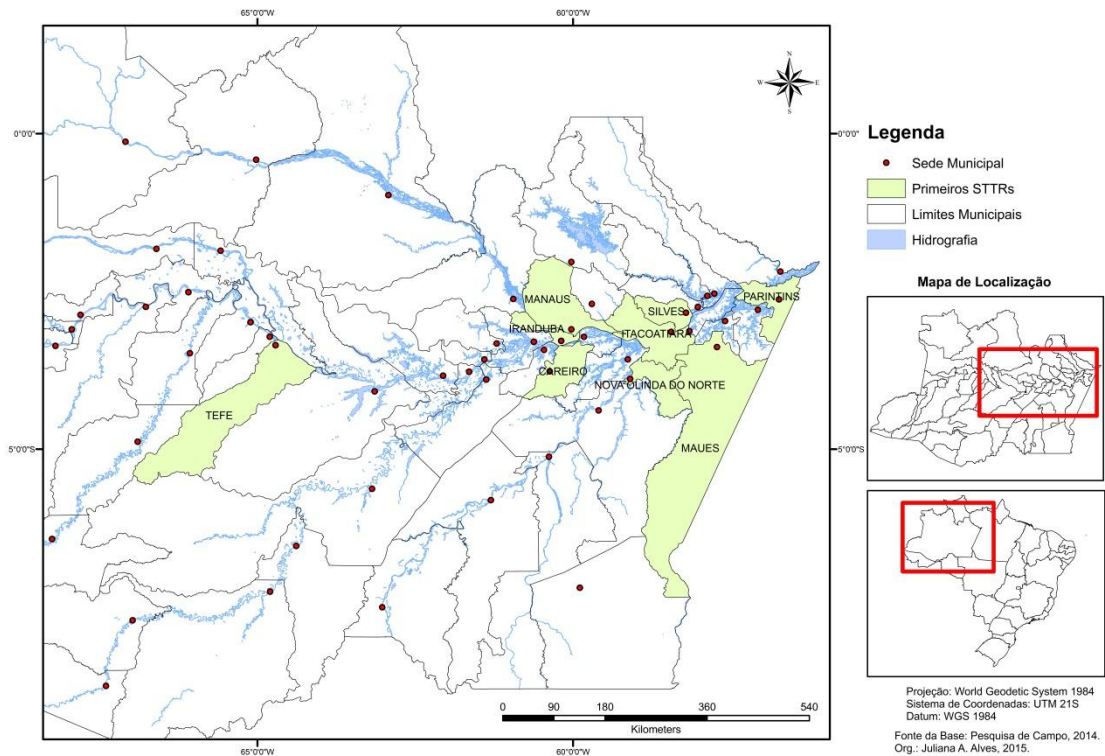 65°0'0"W
60°0'0"W
N
W
E
S
0°0'0"
0°0'0"
Legenda
Sede Municipal
Primeiros STTRs
Limites Municipais
Hidrografia
Mapa de Localização
MANAUS
PARINTINS
SILVES
IRANDUBA
ITACOATIARA
CAREIRO
NOVA OLINDA DO NORTE
TEFE
MAUES
5°0'0"S
5°0'0"S
0 90 180 360 540
Kilometers
65°0'0"W
60°0'0"W
Projeção: World Geodetic System 1984
Sistema de Coordenadas: UTM 21S
Datum: WGS 1984
Fonte da Base: Pesquisa de Campo, 2014.
Org.: Juliana A. Alves, 2015.